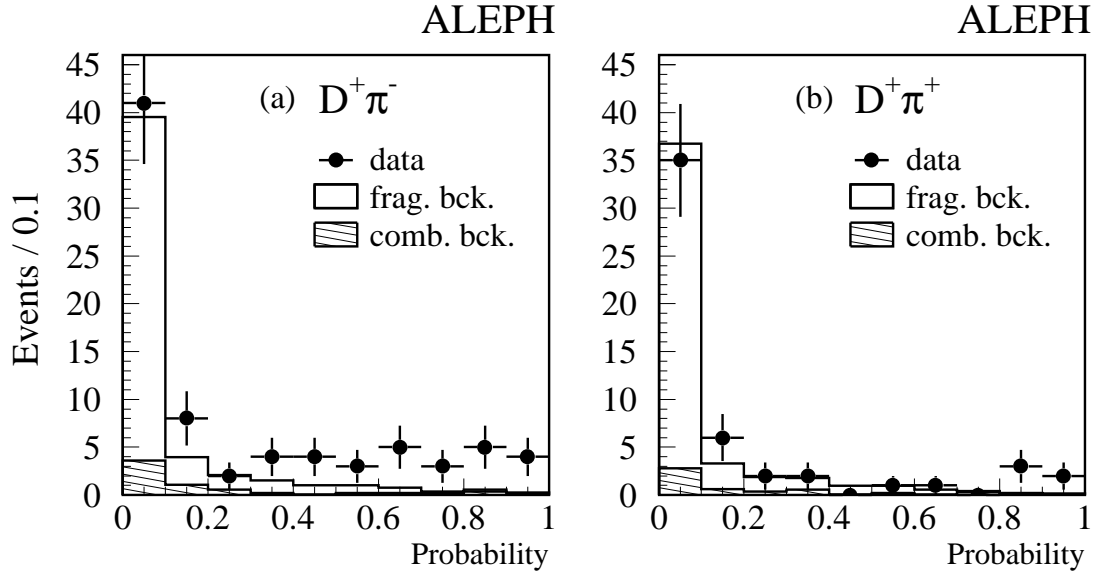 ALEPH
ALEPH
Events / 0.1
45
40
35
30
25
20
15
10
5
0
(a) D⁺π⁻
data
frag. bck.
comb. bck.
0 0.2 0.4 0.6 0.8 1
Probability
45
40
35
30
25
20
15
10
5
0
(b) D⁺π⁺
data
frag. bck.
comb. bck.
0 0.2 0.4 0.6 0.8 1
Probability